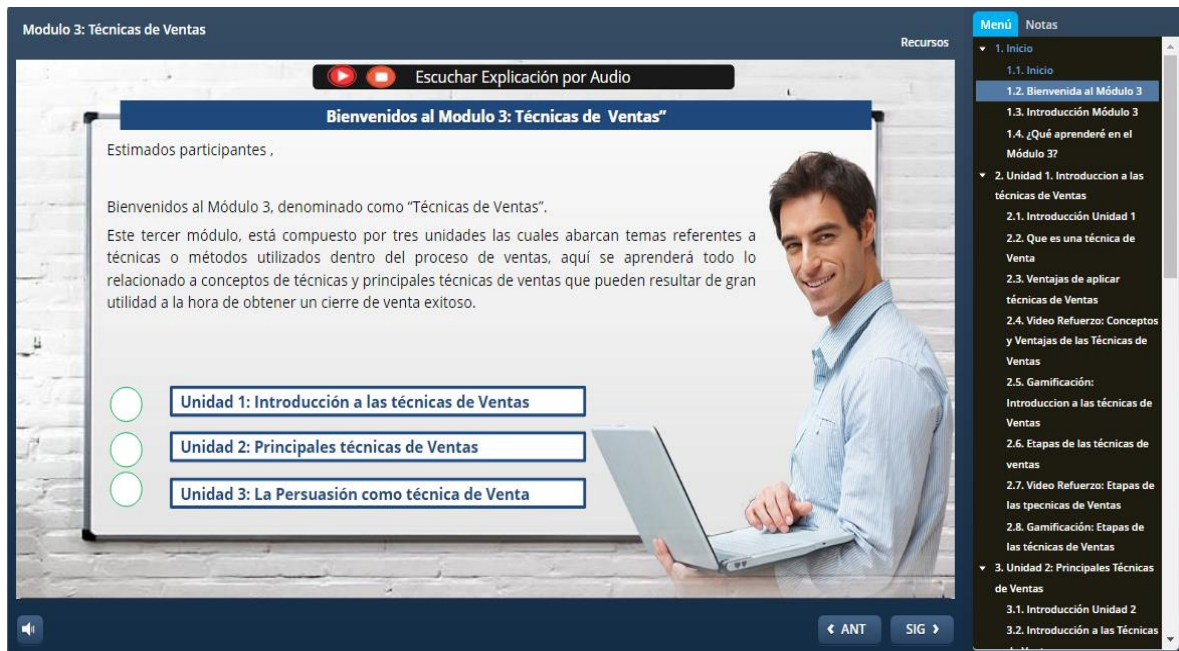 Modulo 3: Técnicas de Ventas
Recursos
Escuchar Explicación por Audio
Bienvenidos al Modulo 3: Técnicas de Ventas”
Estimados participantes ,
Bienvenidos al Módulo 3, denominado como “Técnicas de Ventas”.
Este tercer módulo, está compuesto por tres unidades las cuales abarcan temas referentes a
técnicas o métodos utilizados dentro del proceso de ventas, aquí se aprenderá todo lo
relacionado a conceptos de técnicas y principales técnicas de ventas que pueden resultar de gran
utilidad a la hora de obtener un cierre de venta exitoso.
Unidad 1: Introducción a las técnicas de Ventas
Unidad 2: Principales técnicas de Ventas
Unidad 3: La Persuasión como técnica de Venta
ANT
SIG
Menú
Notas
1. Inicio
1.1. Inicio
1.2. Bienvenida al Módulo 3
1.3. Introducción Módulo 3
1.4. ¿Qué aprenderé en el
Módulo 3?
2. Unidad 1. Introduccion a las
técnicas de Ventas
2.1. Introducción Unidad 1
2.2. Que es una técnica de
Venta
2.3. Ventajas de aplicar
técnicas de Ventas
2.4. Video Refuerzo: Conceptos
y Ventajas de las Técnicas de
Ventas
2.5. Gamificación:
Introduccion a las técnicas de
Ventas
2.6. Etapas de las técnicas de
ventas
2.7. Video Refuerzo: Etapas de
las tpecnicas de Ventas
2.8. Gamificación: Etapas de
las técnicas de Ventas
3. Unidad 2: Principales Técnicas
de Ventas
3.1. Introducción Unidad 2
3.2. Introducción a las Técnicas